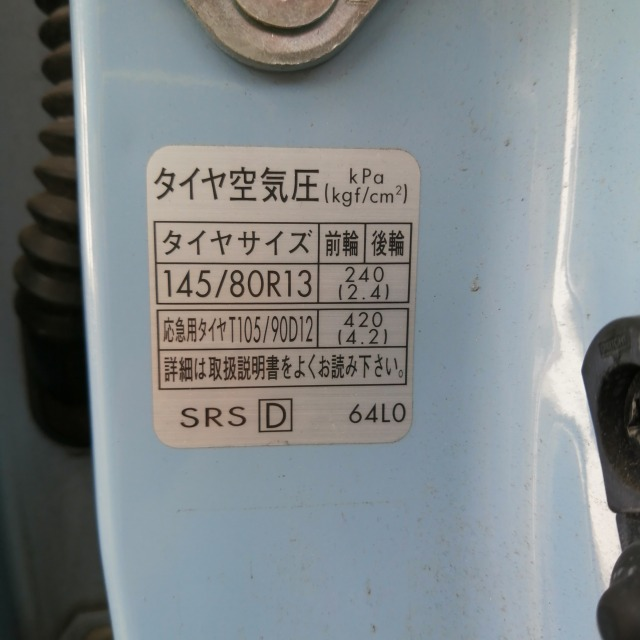 タイヤ空気圧 kPa (kgf/cm²)
タイヤサイズ 前輪 後輪
145/80R13 240 (2.4)
応急用タイヤT105/90D12 420 (4.2)
詳細は取扱説明書をよくお読み下さい。
SRS D 64L0